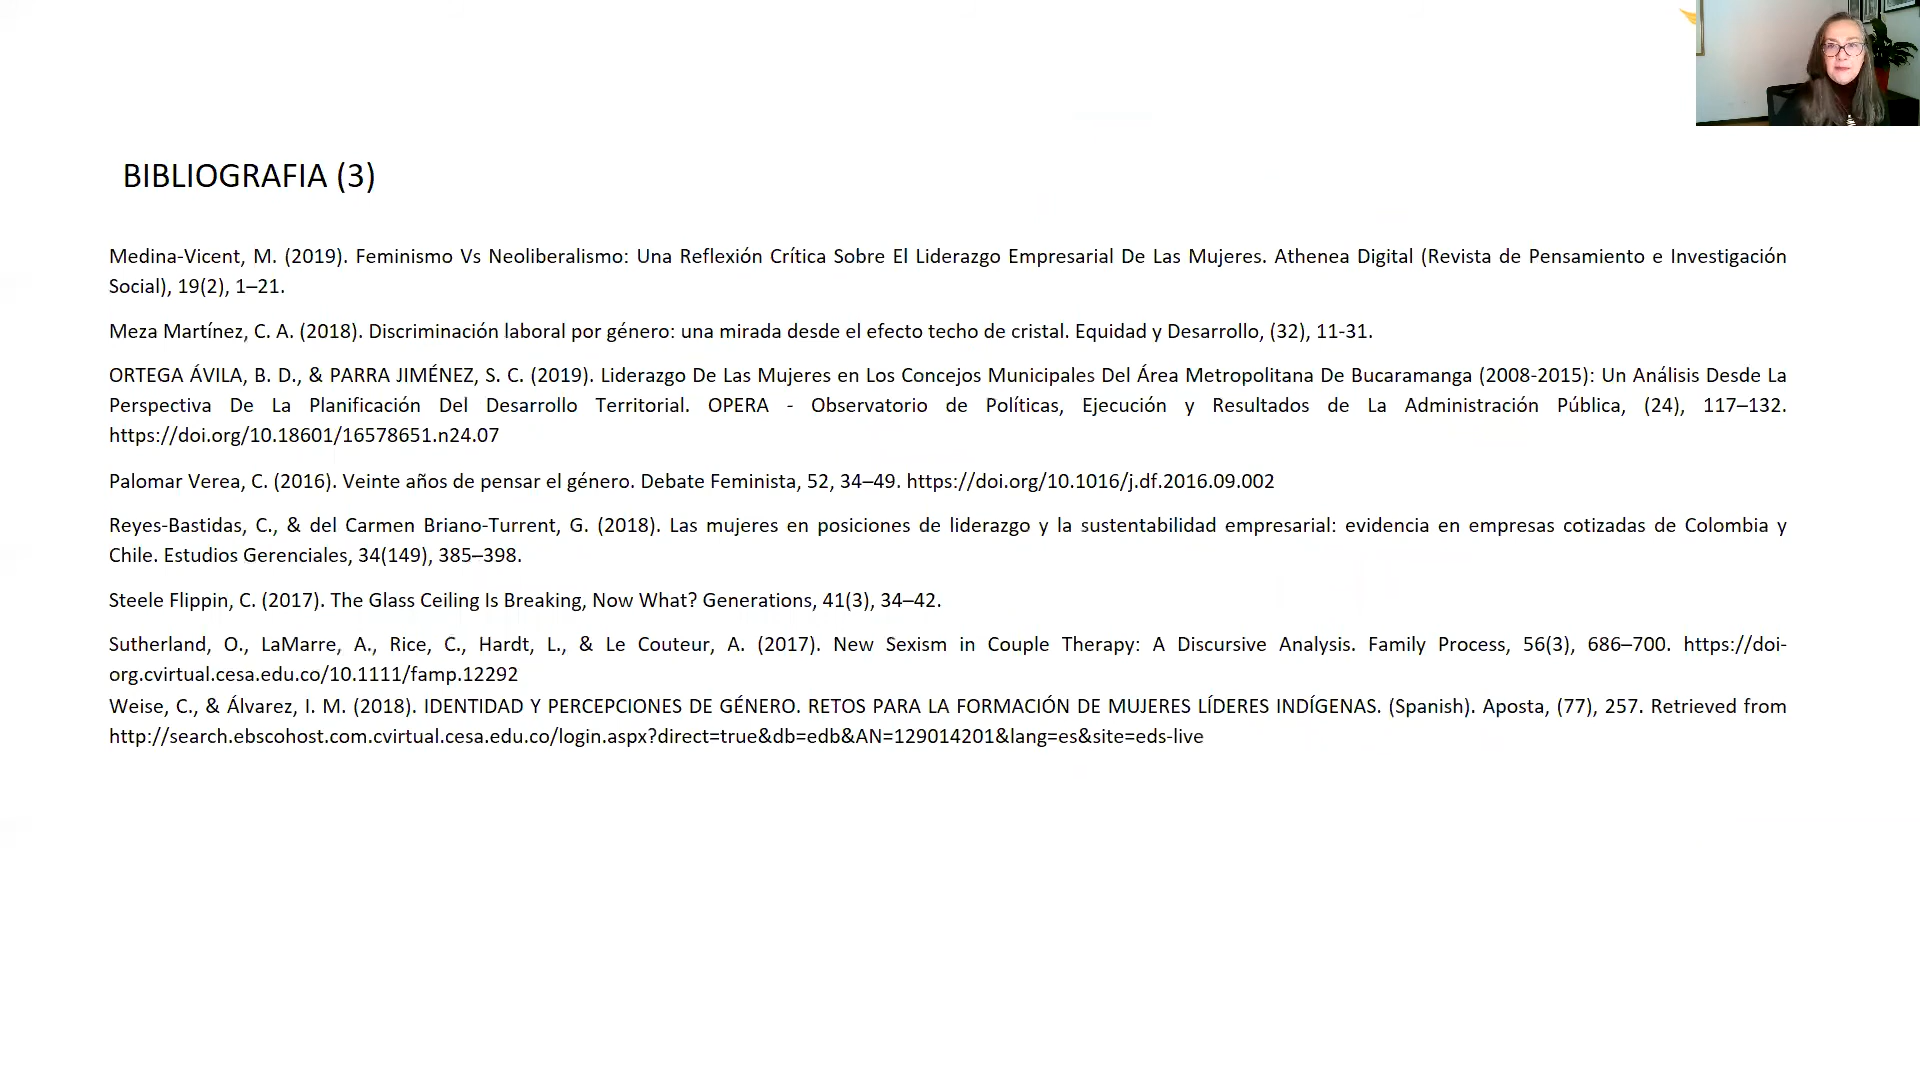 BIBLIOGRAFIA (3)
Medina-Vicent, M. (2019). Feminismo Vs Neoliberalismo: Una Reflexión Crítica Sobre El Liderazgo Empresarial De Las Mujeres. Athenea Digital (Revista de Pensamiento e Investigación
Social), 19(2), 1–21.
Meza Martínez, C. A. (2018). Discriminación laboral por género: una mirada desde el efecto techo de cristal. Equidad y Desarrollo, (32), 11-31.
ORTEGA ÁVILA, B. D., & PARRA JIMÉNEZ, S. C. (2019). Liderazgo De Las Mujeres en Los Concejos Municipales Del Área Metropolitana De Bucaramanga (2008-2015): Un Análisis Desde La
Perspectiva De La Planificación Del Desarrollo Territorial. OPERA - Observatorio de Políticas, Ejecución y Resultados de La Administración Pública, (24), 117–132.
https://doi.org/10.18601/16578651.n24.07
Palomar Verea, C. (2016). Veinte años de pensar el género. Debate Feminista, 52, 34–49. https://doi.org/10.1016/j.df.2016.09.002
Reyes-Bastidas, C., & del Carmen Briano-Turrent, G. (2018). Las mujeres en posiciones de liderazgo y la sustentabilidad empresarial: evidencia en empresas cotizadas de Colombia y
Chile. Estudios Gerenciales, 34(149), 385–398.
Steele Flippin, C. (2017). The Glass Ceiling Is Breaking, Now What? Generations, 41(3), 34–42.
Sutherland, O., LaMarre, A., Rice, C., Hardt, L., & Le Couteur, A. (2017). New Sexism in Couple Therapy: A Discursive Analysis. Family Process, 56(3), 686–700. https://doi-
org.cvirtual.cesa.edu.co/10.1111/famp.12292
Weise, C., & Álvarez, I. M. (2018). IDENTIDAD Y PERCEPCIONES DE GÉNERO. RETOS PARA LA FORMACIÓN DE MUJERES LÍDERES INDÍGENAS. (Spanish). Aposta, (77), 257. Retrieved from
http://search.ebscohost.com.cvirtual.cesa.edu.co/login.aspx?direct=true&db=edb&AN=129014201&lang=es&site=eds-live